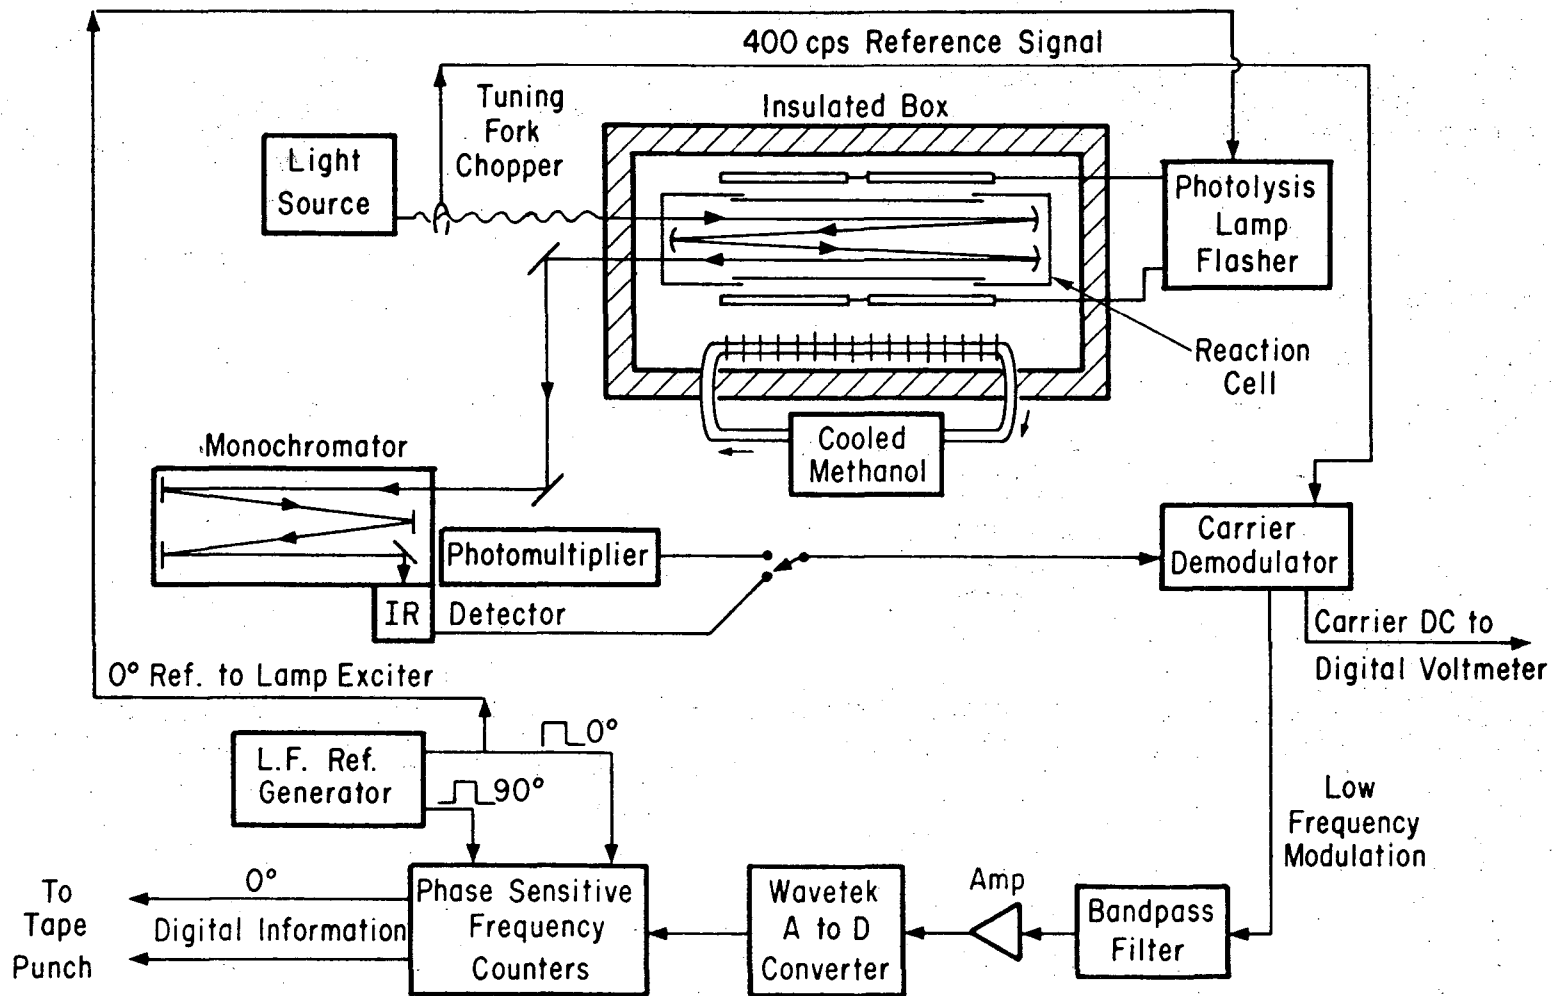 400 cps Reference Signal
Tuning
Fork
Chopper
Insulated Box
Light
Source
Photolysis
Lamp
Flasher
Reaction
Cell
Cooled
Methanol
Monochromator
Photomultiplier
IR Detector
Carrier
Demodulator
Carrier DC to
Digital Voltmeter
0° Ref. to Lamp Exciter
L.F. Ref.
Generator
0°
90°
Low
Frequency
Modulation
To
Tape
Punch
0°
Digital Information
Phase Sensitive
Frequency
Counters
Wavetek
A to D
Converter
Amp
Bandpass
Filter